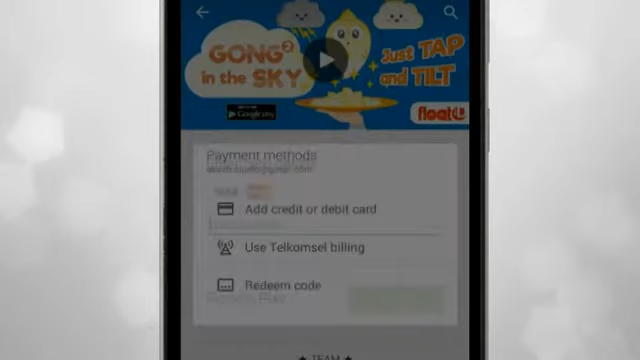 GONG² Just TAP
in the SKY and TILT
Google play
float
Payment methods
Add credit or debit card
Use Telkomsel billing
Redeem code
★ TEAM ★